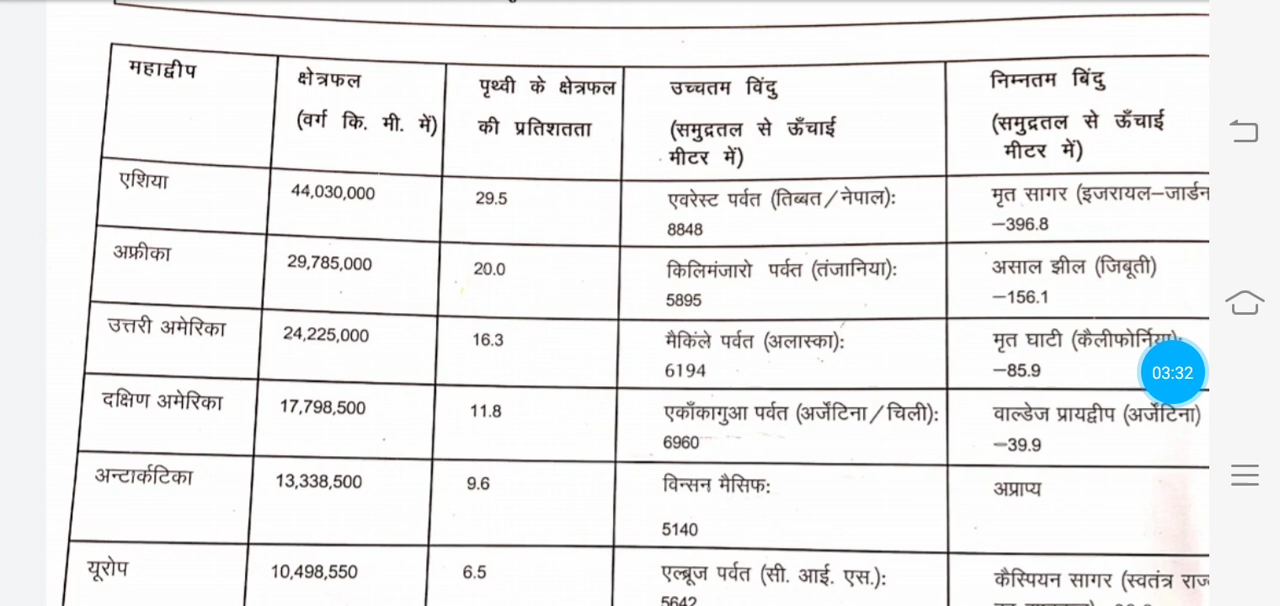 महाद्वीप
क्षेत्रफल
(वर्ग कि. मी. में)
पृथ्वी के क्षेत्रफल
की प्रतिशतता
उच्चतम विंदु
(समुद्रतल से ऊँचाई
मीटर में)
निम्नतम बिंदु
(समुद्रतल से ऊँचाई
मीटर में)
एशिया
44,030,000
29.5
एवरेस्ट पर्वत (तिब्बत/नेपाल):
8848
मृत सागर (इजरायल–जार्डन
–396.8
अफ्रीका
29,785,000
20.0
किलिमंजारो पर्वत (तंजानिया):
5895
असाल झील (जिबूती)
–156.1
उत्तरी अमेरिका
24,225,000
16.3
मैकिंले पर्वत (अलास्का):
6194
मृत घाटी (कैलीफोर्निया):
–85.9
03:32
दक्षिण अमेरिका
17,798,500
11.8
एकाँकागुआ पर्वत (अर्जेंटिना/चिली):
6960
वाल्डेज प्रायद्वीप (अर्जेंटिना)
–39.9
अन्टार्कटिका
13,338,500
9.6
विन्सन मैसिफ:
5140
अप्राप्य
यूरोप
10,498,550
6.5
एल्ब्रूज पर्वत (सी. आई. एस.):
5642
कैस्पियन सागर (स्वतंत्र